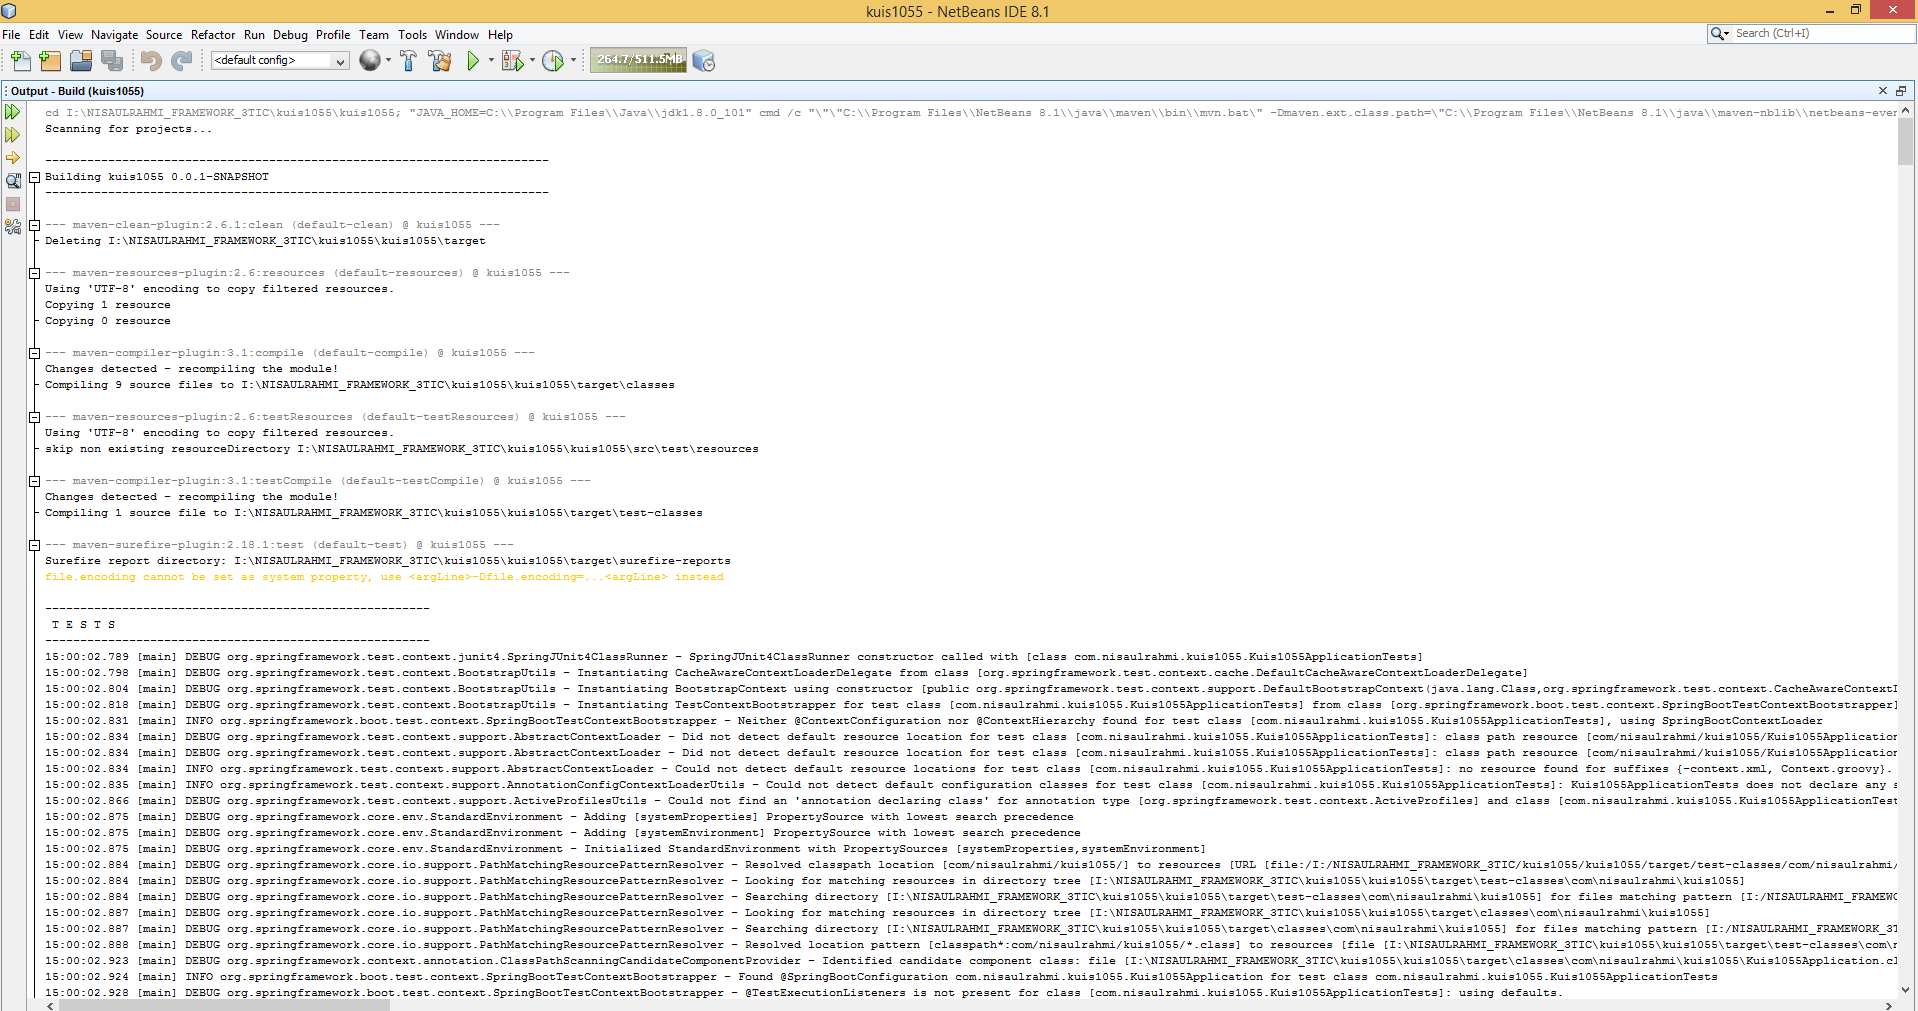 kuis1055 - NetBeans IDE 8.1
File Edit View Navigate Source Refactor Run Debug Profile Team Tools Window Help
Search (Ctrl+I)
<default config>
264.7/511.5MB
Output - Build (kuis1055)
cd I:\NISAULRAHMI_FRAMEWORK_3TIC\kuis1055\kuis1055; "JAVA_HOME=C:\\Program Files\\Java\\jdk1.8.0_101" cmd /c "\"\"C:\\Program Files\\NetBeans 8.1\\java\\maven\\bin\\mvn.bat\" -Dmaven.ext.class.path=\"C:\\Program Files\\NetBeans 8.1\\java\\maven-nblib\\netbeans-even
Scanning for projects...
------------------------------------------------------------------------
Building kuis1055 0.0.1-SNAPSHOT
------------------------------------------------------------------------
--- maven-clean-plugin:2.6.1:clean (default-clean) @ kuis1055 ---
Deleting I:\NISAULRAHMI_FRAMEWORK_3TIC\kuis1055\kuis1055\target
--- maven-resources-plugin:2.6:resources (default-resources) @ kuis1055 ---
Using 'UTF-8' encoding to copy filtered resources.
Copying 1 resource
Copying 0 resource
--- maven-compiler-plugin:3.1:compile (default-compile) @ kuis1055 ---
Changes detected - recompiling the module!
Compiling 9 source files to I:\NISAULRAHMI_FRAMEWORK_3TIC\kuis1055\kuis1055\target\classes
--- maven-resources-plugin:2.6:testResources (default-testResources) @ kuis1055 ---
Using 'UTF-8' encoding to copy filtered resources.
skip non existing resourceDirectory I:\NISAULRAHMI_FRAMEWORK_3TIC\kuis1055\kuis1055\src\test\resources
--- maven-compiler-plugin:3.1:testCompile (default-testCompile) @ kuis1055 ---
Changes detected - recompiling the module!
Compiling 1 source file to I:\NISAULRAHMI_FRAMEWORK_3TIC\kuis1055\kuis1055\target\test-classes
--- maven-surefire-plugin:2.18.1:test (default-test) @ kuis1055 ---
Surefire report directory: I:\NISAULRAHMI_FRAMEWORK_3TIC\kuis1055\kuis1055\target\surefire-reports
file.encoding cannot be set as system property, use <argLine>-Dfile.encoding=...<argLine> instead
-------------------------------------------------------
T E S T S
-------------------------------------------------------
15:00:02.789 [main] DEBUG org.springframework.test.context.junit4.SpringJUnit4ClassRunner - SpringJUnit4ClassRunner constructor called with [class com.nisaulrahmi.kuis1055.Kuis1055ApplicationTests]
15:00:02.798 [main] DEBUG org.springframework.test.context.BootstrapUtils - Instantiating CacheAwareContextLoaderDelegate from class [org.springframework.test.context.cache.DefaultCacheAwareContextLoaderDelegate]
15:00:02.804 [main] DEBUG org.springframework.test.context.BootstrapUtils - Instantiating BootstrapContext using constructor [public org.springframework.test.context.support.DefaultBootstrapContext(java.lang.Class,org.springframework.test.context.CacheAwareContextL
15:00:02.818 [main] DEBUG org.springframework.test.context.BootstrapUtils - Instantiating TestContextBootstrapper for test class [com.nisaulrahmi.kuis1055.Kuis1055ApplicationTests] from class [org.springframework.boot.test.context.SpringBootTestContextBootstrapper]
15:00:02.831 [main] INFO org.springframework.boot.test.context.SpringBootTestContextBootstrapper - Neither @ContextConfiguration nor @ContextHierarchy found for test class [com.nisaulrahmi.kuis1055.Kuis1055ApplicationTests], using SpringBootContextLoader
15:00:02.834 [main] DEBUG org.springframework.test.context.support.AbstractContextLoader - Did not detect default resource location for test class [com.nisaulrahmi.kuis1055.Kuis1055ApplicationTests]: class path resource [com/nisaulrahmi/kuis1055/Kuis1055Application
15:00:02.834 [main] DEBUG org.springframework.test.context.support.AbstractContextLoader - Did not detect default resource location for test class [com.nisaulrahmi.kuis1055.Kuis1055ApplicationTests]: class path resource [com/nisaulrahmi/kuis1055/Kuis1055Application
15:00:02.834 [main] INFO org.springframework.test.context.support.AbstractContextLoader - Could not detect default resource locations for test class [com.nisaulrahmi.kuis1055.Kuis1055ApplicationTests]: no resource found for suffixes {-context.xml, Context.groovy}.
15:00:02.835 [main] INFO org.springframework.test.context.support.AnnotationConfigContextLoaderUtils - Could not detect default configuration classes for test class [com.nisaulrahmi.kuis1055.Kuis1055ApplicationTests]: Kuis1055ApplicationTests does not declare any s
15:00:02.866 [main] DEBUG org.springframework.test.context.support.ActiveProfilesUtils - Could not find an 'annotation declaring class' for annotation type [org.springframework.test.context.ActiveProfiles] and class [com.nisaulrahmi.kuis1055.Kuis1055ApplicationTest
15:00:02.875 [main] DEBUG org.springframework.core.env.StandardEnvironment - Adding [systemProperties] PropertySource with lowest search precedence
15:00:02.875 [main] DEBUG org.springframework.core.env.StandardEnvironment - Adding [systemEnvironment] PropertySource with lowest search precedence
15:00:02.875 [main] DEBUG org.springframework.core.env.StandardEnvironment - Initialized StandardEnvironment with PropertySources [systemProperties,systemEnvironment]
15:00:02.884 [main] DEBUG org.springframework.core.io.support.PathMatchingResourcePatternResolver - Resolved classpath location [com/nisaulrahmi/kuis1055/] to resources [URL [file:/I:/NISAULRAHMI_FRAMEWORK_3TIC/kuis1055/kuis1055/target/test-classes/com/nisaulrahmi/
15:00:02.884 [main] DEBUG org.springframework.core.io.support.PathMatchingResourcePatternResolver - Looking for matching resources in directory tree [I:\NISAULRAHMI_FRAMEWORK_3TIC\kuis1055\kuis1055\target\test-classes\com\nisaulrahmi\kuis1055]
15:00:02.884 [main] DEBUG org.springframework.core.io.support.PathMatchingResourcePatternResolver - Searching directory [I:\NISAULRAHMI_FRAMEWORK_3TIC\kuis1055\kuis1055\target\test-classes\com\nisaulrahmi\kuis1055] for files matching pattern [I:/NISAULRAHMI_FRAMEWO
15:00:02.887 [main] DEBUG org.springframework.core.io.support.PathMatchingResourcePatternResolver - Looking for matching resources in directory tree [I:\NISAULRAHMI_FRAMEWORK_3TIC\kuis1055\kuis1055\target\classes\com\nisaulrahmi\kuis1055]
15:00:02.887 [main] DEBUG org.springframework.core.io.support.PathMatchingResourcePatternResolver - Searching directory [I:\NISAULRAHMI_FRAMEWORK_3TIC\kuis1055\kuis1055\target\classes\com\nisaulrahmi\kuis1055] for files matching pattern [I:/NISAULRAHMI_FRAMEWORK_3T
15:00:02.888 [main] DEBUG org.springframework.core.io.support.PathMatchingResourcePatternResolver - Resolved location pattern [classpath*:com/nisaulrahmi/kuis1055/*.class] to resources [file [I:\NISAULRAHMI_FRAMEWORK_3TIC\kuis1055\kuis1055\target\test-classes\com\n
15:00:02.923 [main] DEBUG org.springframework.context.annotation.ClassPathScanningCandidateComponentProvider - Identified candidate component class: file [I:\NISAULRAHMI_FRAMEWORK_3TIC\kuis1055\kuis1055\target\classes\com\nisaulrahmi\kuis1055\Kuis1055Application.cl
15:00:02.924 [main] INFO org.springframework.boot.test.context.SpringBootTestContextBootstrapper - Found @SpringBootConfiguration com.nisaulrahmi.kuis1055.Kuis1055Application for test class com.nisaulrahmi.kuis1055.Kuis1055ApplicationTests
15:00:02.928 [main] DEBUG org.springframework.boot.test.context.SpringBootTestContextBootstrapper - @TestExecutionListeners is not present for class [com.nisaulrahmi.kuis1055.Kuis1055ApplicationTests]: using defaults.